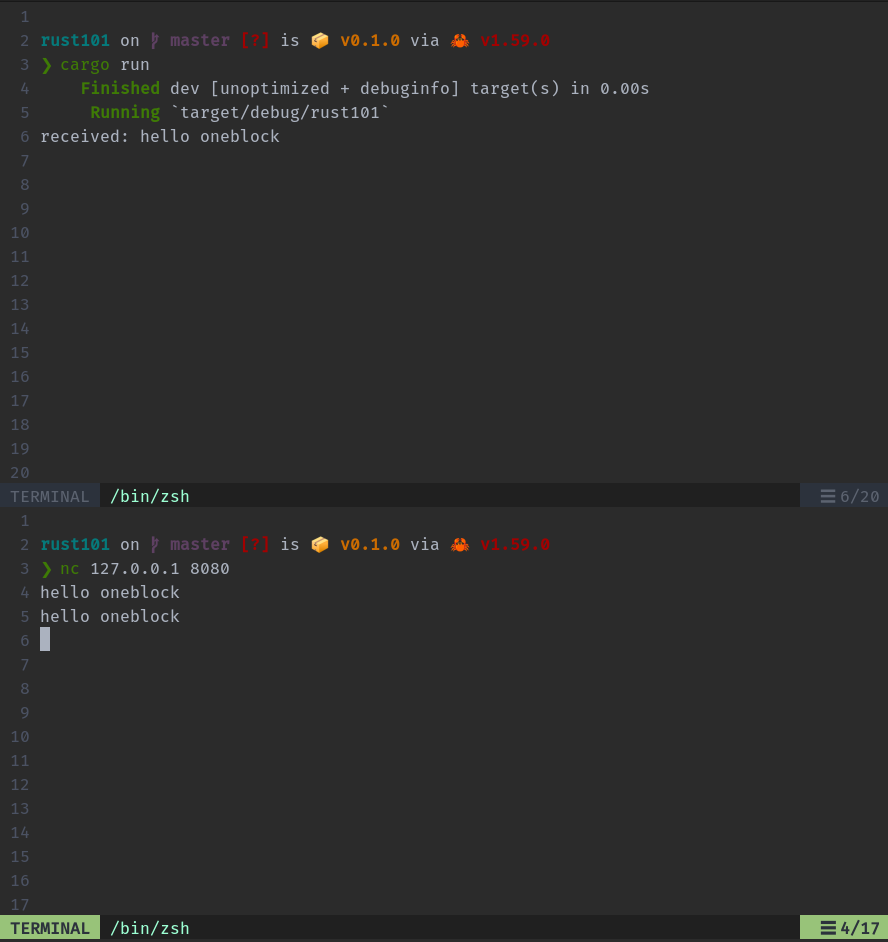 1
2 rust101 on master [?] is 📦 v0.1.0 via 🦀 v1.59.0
3 ❯ cargo run
4 Finished dev [unoptimized + debuginfo] target(s) in 0.00s
5 Running `target/debug/rust101`
6 received: hello oneblock
7
8
9
10
11
12
13
14
15
16
17
18
19
20
TERMINAL /bin/zsh ☰ 6/20
1
2 rust101 on master [?] is 📦 v0.1.0 via 🦀 v1.59.0
3 ❯ nc 127.0.0.1 8080
4 hello oneblock
5 hello oneblock
6
7
8
9
10
11
12
13
14
15
16
17
TERMINAL /bin/zsh ☰ 4/17